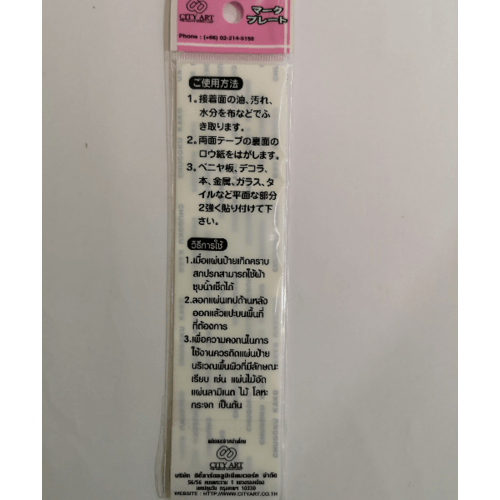 CITY ART
マーク
プレート
Phone : (+66) 02-214-5198
ご使用方法
1。接着面の油、汚れ、
水分を布などでふ
き取ります。
2。両面テープの裏面の
ロウ紙をはがします。
3。ベニヤ板、デコラ、
本、金属、ガラス、タ
イルなど平面な部分
2強く貼り付けて下
さい。
วิธีการใช้
1.เมื่อแผ่นป้ายเกิดคราบ
สกปรกสามารถใช้ผ้า
ชุบน้ำเช็ดได้
2.ลอกแผ่นเทปด้านหลัง
ออกแล้วแปะบนพื้นที่
ที่ต้องการ
3.เพื่อความคงทนในการ
ใช้งานควรติดแผ่นป้าย
บริเวณพื้นผิวที่มีลักษณะ
เรียบ เช่น แผ่นไม้อัด
แผ่นลามิเนต ไม้ โลหะ
กระจก เป็นต้น
CITY ART
WEBSITE : HTTP://WWW.CITYART.CO.TH